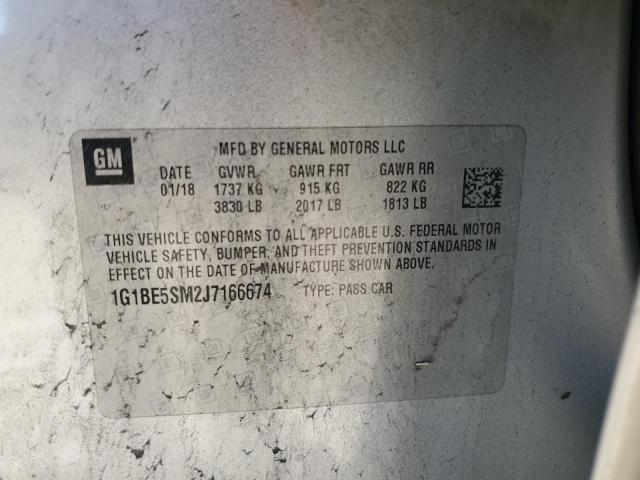 GM
MFD BY GENERAL MOTORS LLC
DATE GVWR GAWR FRT GAWR RR
01/18 1737 KG 915 KG 822 KG
3830 LB 2017 LB 1813 LB
THIS VEHICLE CONFORMS TO ALL APPLICABLE U.S. FEDERAL MOTOR
VEHICLE SAFETY, BUMPER, AND THEFT PREVENTION STANDARDS IN
EFFECT ON THE DATE OF MANUFACTURE SHOWN ABOVE.
1G1BE5SM2J7166674 TYPE: PASS CAR